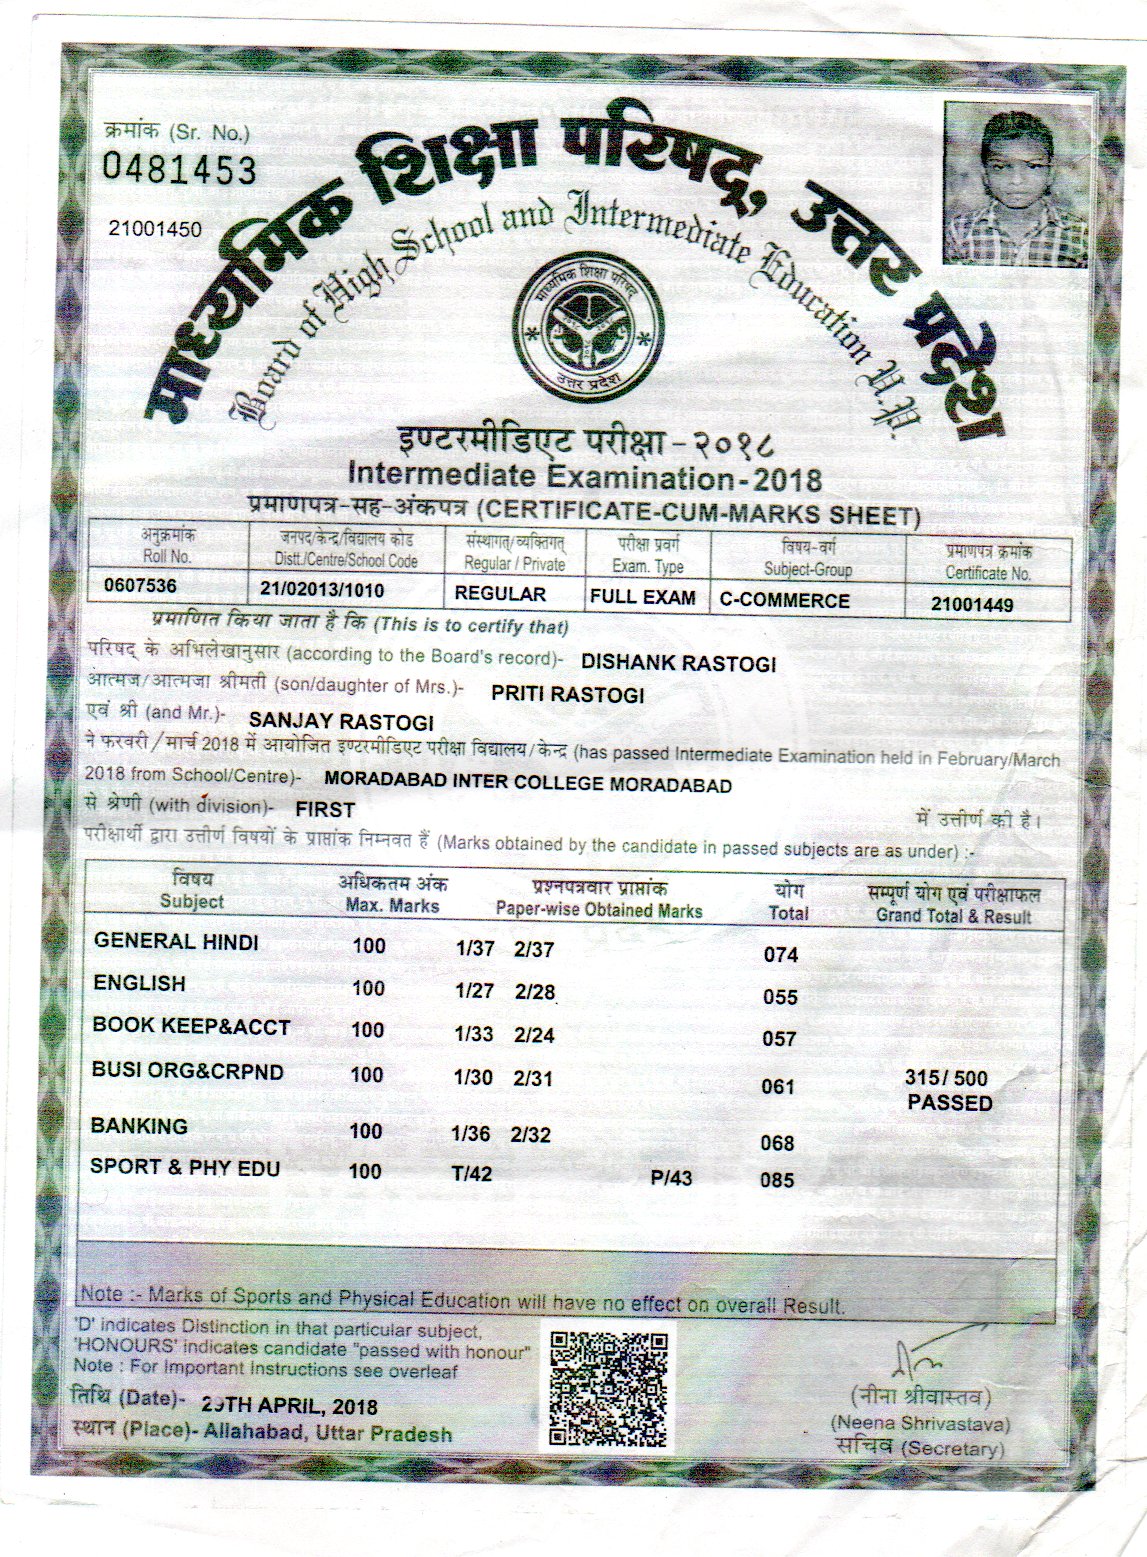 क्रमांक (Sr. No.)
0481453
21001450
माध्यमिक शिक्षा परिषद्, उत्तर प्रदेश
Board of High School and Intermediate Education U.P.
माध्यमिक शिक्षा परिषद्
उत्तर प्रदेश
इण्टरमीडिएट परीक्षा - २०१८
Intermediate Examination - 2018
प्रमाणपत्र-सह-अंकपत्र (CERTIFICATE-CUM-MARKS SHEET)
अनुक्रमांक जनपद/केन्द्र/विद्यालय कोड संस्थागत्/व्यक्तिगत् परीक्षा प्रवर्ग विषय-वर्ग प्रमाणपत्र क्रमांक
Roll No. Distt./Centre/School Code Regular / Private Exam. Type Subject-Group Certificate No.
0607536 21/02013/1010 REGULAR FULL EXAM C-COMMERCE 21001449
प्रमाणित किया जाता है कि (This is to certify that)
परिषद् के अभिलेखानुसार (according to the Board's record)- DISHANK RASTOGI
आत्मज/आत्मजा श्रीमती (son/daughter of Mrs.)- PRITI RASTOGI
एवं श्री (and Mr.)- SANJAY RASTOGI
ने फरवरी/मार्च 2018 में आयोजित इण्टरमीडिएट परीक्षा विद्यालय/केन्द्र (has passed Intermediate Examination held in February/March
2018 from School/Centre)- MORADABAD INTER COLLEGE MORADABAD
से श्रेणी (with division)- FIRST में उत्तीर्ण की है।
परीक्षार्थी द्वारा उत्तीर्ण विषयों के प्राप्तांक निम्नवत हैं (Marks obtained by the candidate in passed subjects are as under) :-
विषय अधिकतम अंक प्रश्नपत्रवार प्राप्तांक योग सम्पूर्ण योग एवं परीक्षाफल
Subject Max. Marks Paper-wise Obtained Marks Total Grand Total & Result
GENERAL HINDI 100 1/37 2/37 074
ENGLISH 100 1/27 2/28 055
BOOK KEEP&ACCT 100 1/33 2/24 057
BUSI ORG&CRPND 100 1/30 2/31 061 315/ 500
PASSED
BANKING 100 1/36 2/32 068
SPORT & PHY EDU 100 T/42 P/43 085
Note :- Marks of Sports and Physical Education will have no effect on overall Result.
'D' indicates Distinction in that particular subject,
'HONOURS' indicates candidate "passed with honour"
Note : For Important Instructions see overleaf
तिथि (Date)- 29TH APRIL, 2018
स्थान (Place)- Allahabad, Uttar Pradesh
(नीना श्रीवास्तव)
(Neena Shrivastava)
सचिव (Secretary)